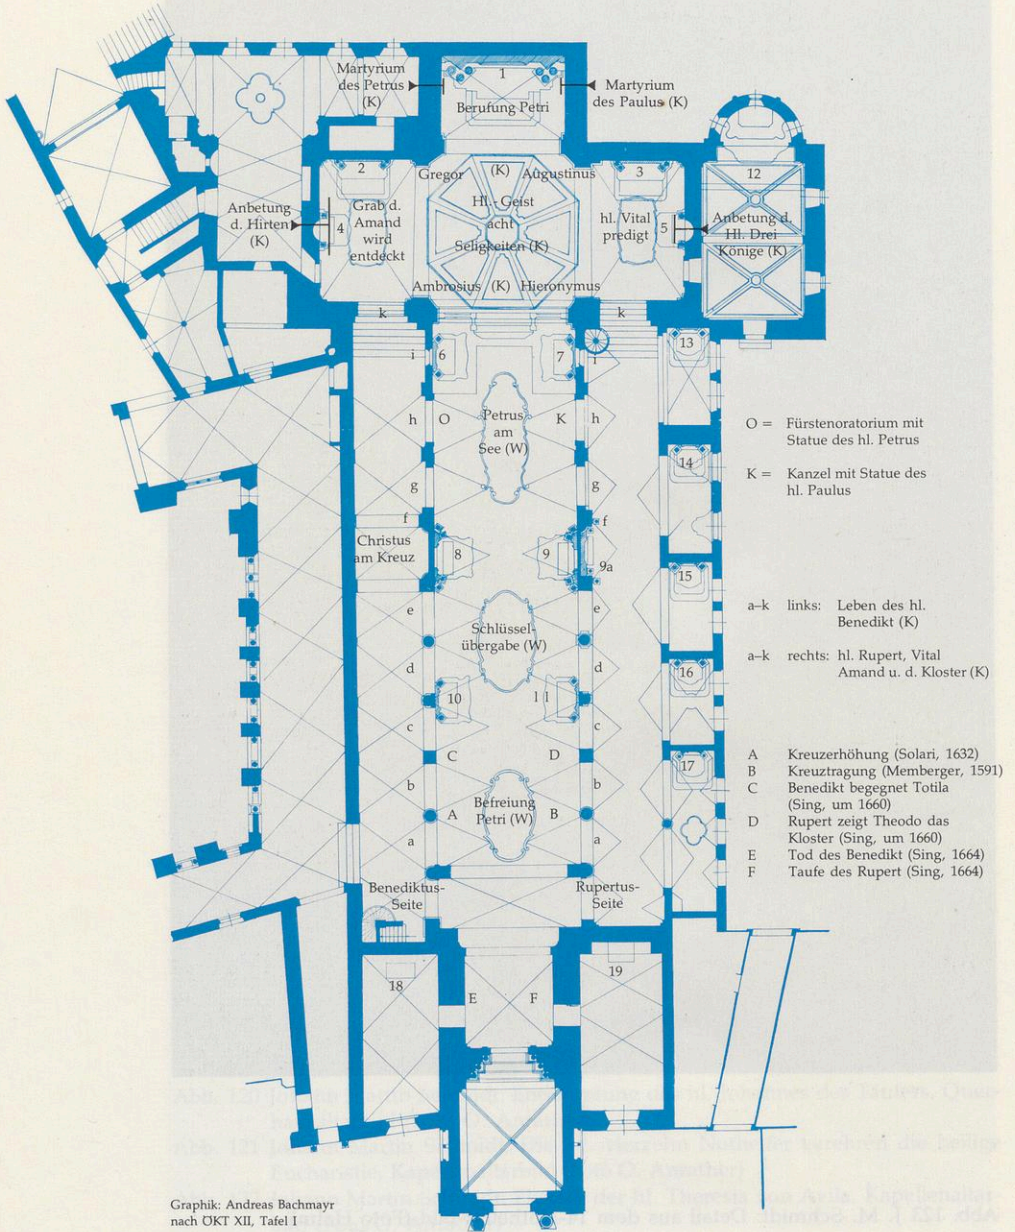 1
Martyrium
des Petrus
(K)
Berufung Petri
Martyrium
des Paulus (K)
2
Gregor
(K)
Augustinus
3
12
Hl.-Geist
Anbetung
d. Hirten
(K)
4
Grab d.
Amand
wird
entdeckt
acht
Seligkeiten (K)
hl. Vital
predigt
5
Anbetung d.
Hl. Drei
Könige (K)
Ambrosius
(K)
Hieronymus
k
k
i
6
7
i
13
h
O
Petrus
am
See (W)
K
h
O = Fürstenoratorium mit
Statue des hl. Petrus
K = Kanzel mit Statue des
hl. Paulus
14
g
g
f
f
Christus
am Kreuz
8
9
9a
15
e
e
Schlüssel-
übergabe (W)
a–k links: Leben des hl.
Benedikt (K)
a–k rechts: hl. Rupert, Vital
Amand u. d. Kloster (K)
d
d
16
10
11
c
c
C
D
17
b
b
Befreiung
Petri (W)
A
B
a
a
A Kreuzerhöhung (Solari, 1632)
B Kreuztragung (Memberger, 1591)
C Benedikt begegnet Totila
(Sing, um 1660)
D Rupert zeigt Theodo das
Kloster (Sing, um 1660)
E Tod des Benedikt (Sing, 1664)
F Taufe des Rupert (Sing, 1664)
Benediktus-
Seite
Rupertus-
Seite
18
E
F
19
Graphik: Andreas Bachmayr
nach ÖKT XII, Tafel I